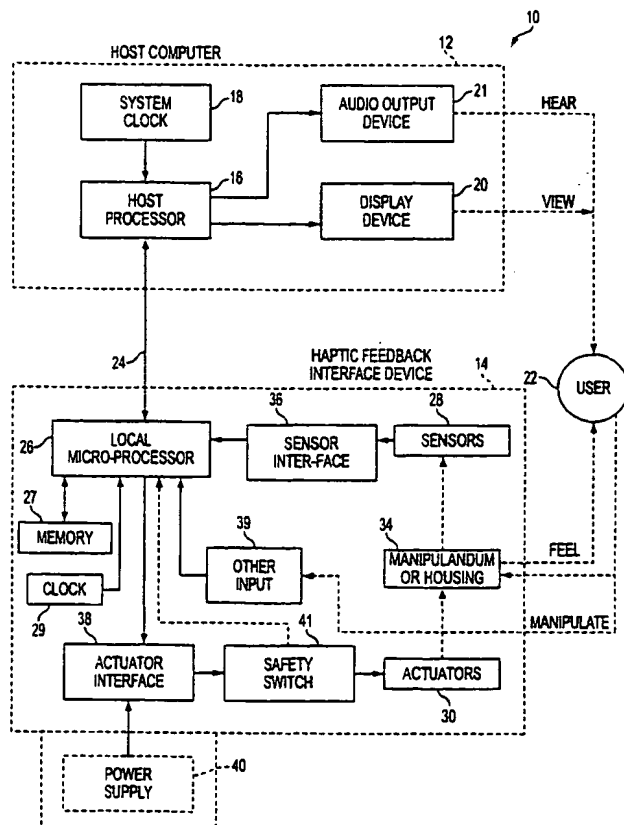 10
HOST COMPUTER
12
SYSTEM
CLOCK
18
AUDIO OUTPUT
DEVICE
21
HEAR
16
HOST
PROCESSOR
20
DISPLAY
DEVICE
VIEW
24
HAPTIC FEEDBACK
INTERFACE DEVICE
14
22
USER
26
LOCAL
MICRO-PROCESSOR
36
SENSOR
INTER-FACE
28
SENSORS
27
MEMORY
39
OTHER
INPUT
34
MANIPULANDUM
OR HOUSING
FEEL
CLOCK
29
MANIPULATE
38
ACTUATOR
INTERFACE
41
SAFETY
SWITCH
ACTUATORS
30
POWER
SUPPLY
40